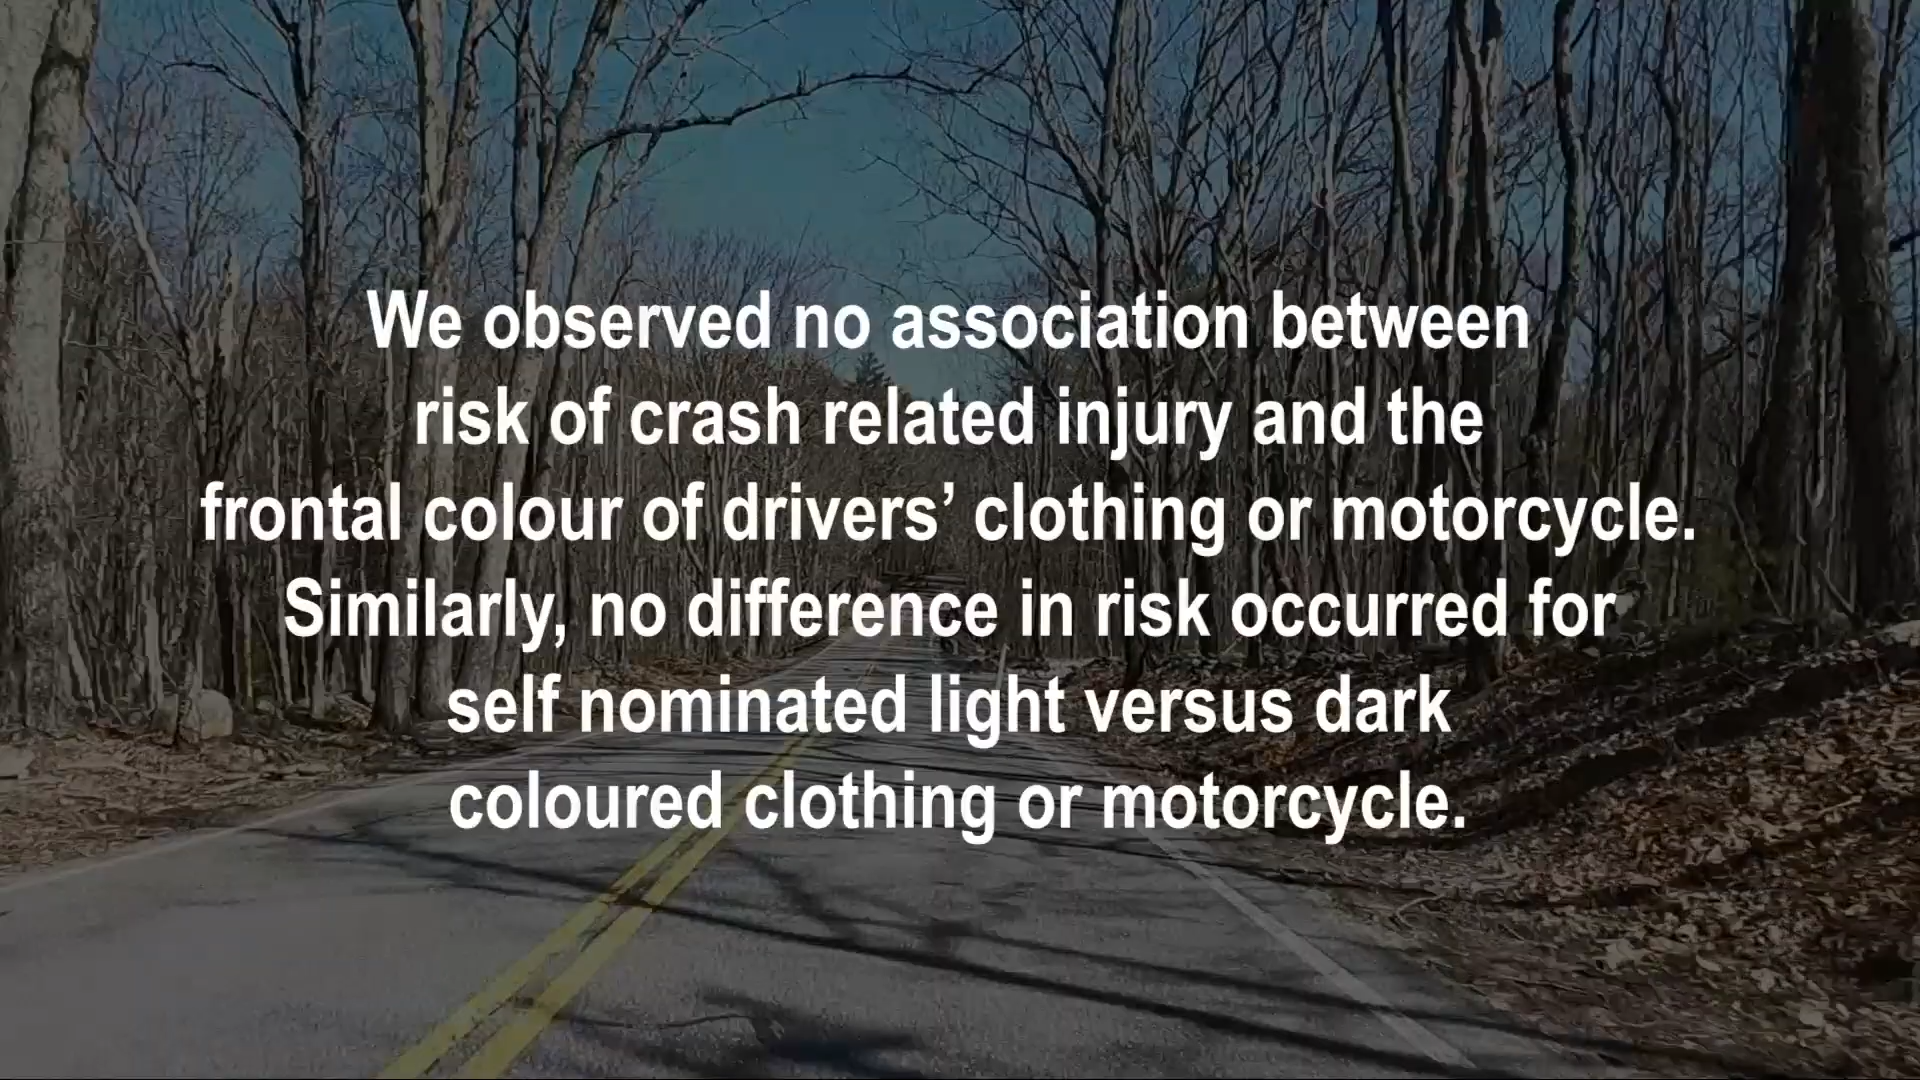 We observed no association between
risk of crash related injury and the
frontal colour of drivers’ clothing or motorcycle.
Similarly, no difference in risk occurred for
self nominated light versus dark
coloured clothing or motorcycle.